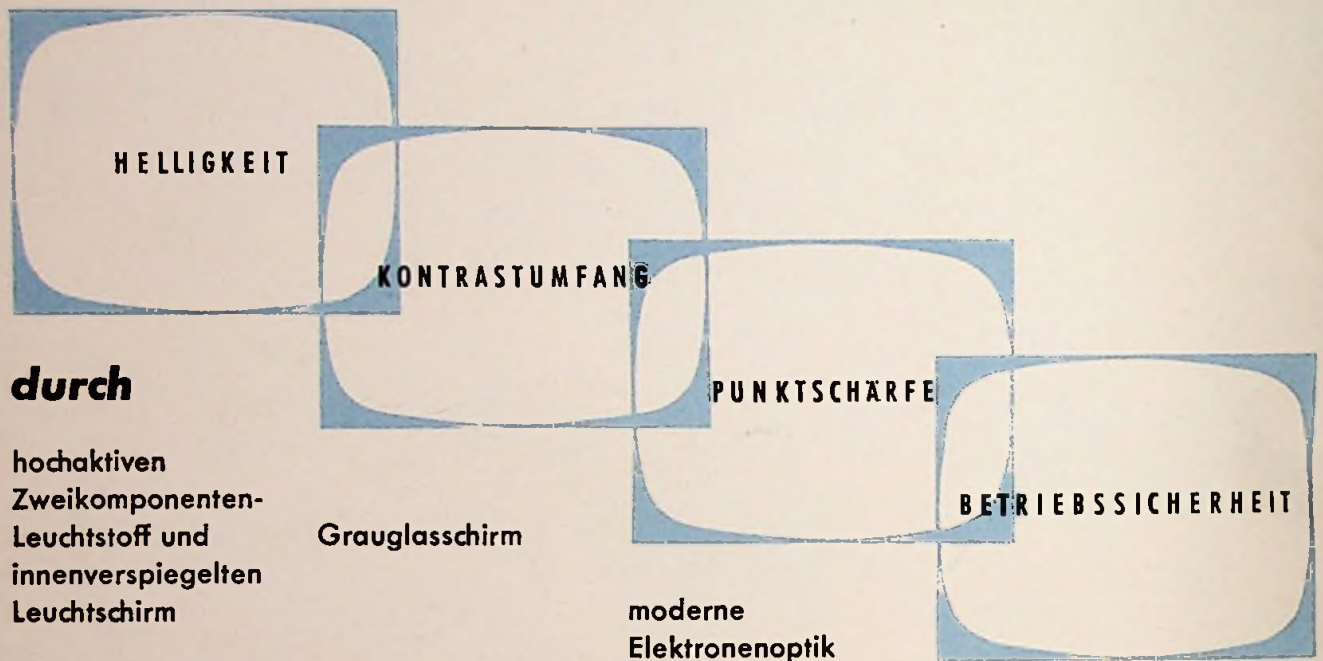 HELLIGKEIT
KONTRASTUMFANG
PUNKTSCHÄRFE
BETRIEBSSICHERHEIT
durch
hochaktiven
Zweikomponenten-
Leuchtstoff und
innenverspiegelten
Leuchtschirm
Grauglasschirm
moderne
Elektronenoptik